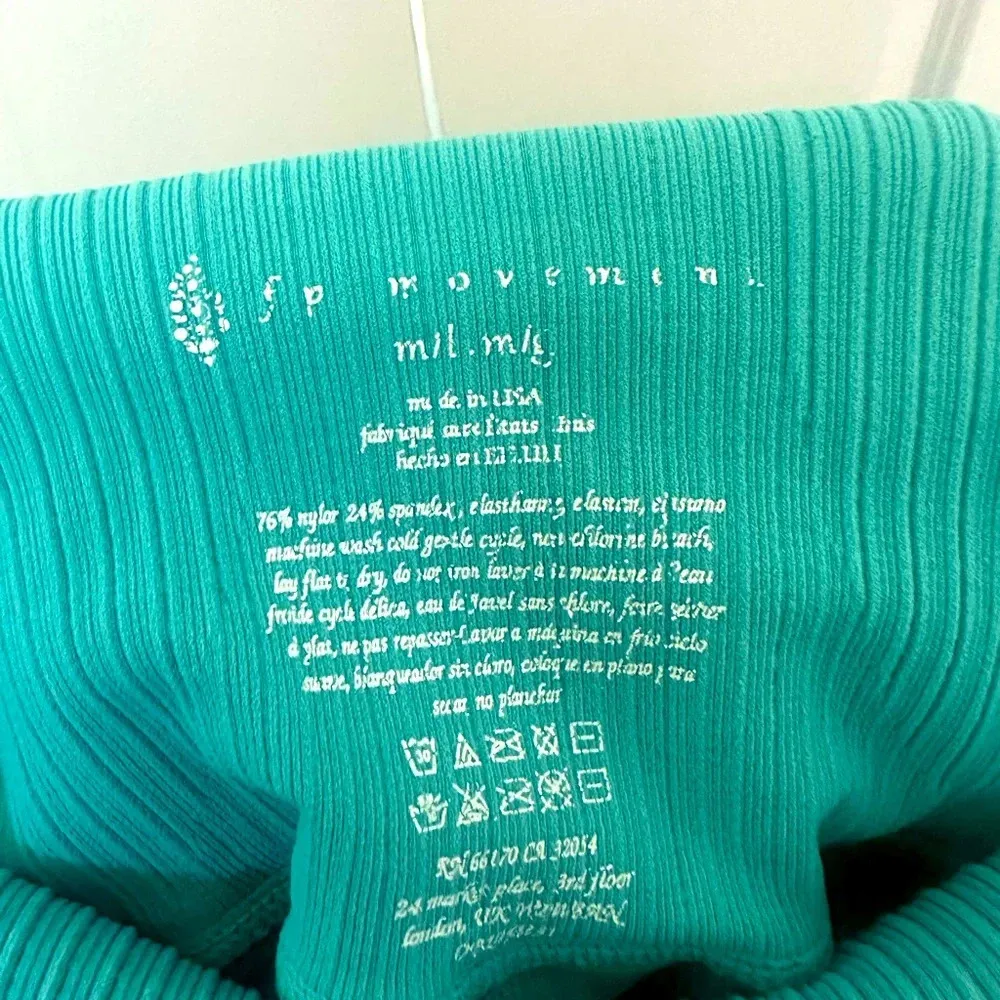 fp movement
m/l . m/g
made in USA
fabriqué aux États Unis
hecho en EE.UU
76% nylon 24% spandex, elasthanne, elastan,
machine wash cold gentle cycle, non-chlorine bleach,
lay flat to dry, do not iron laver à la machine à l'eau
froide cycle délicat, eau de Javel sans chlore, faire sécher
à plat, ne pas repasser-Lavar a máquina en frío ciclo
suave, blanqueador sin cloro, coloque en plano para
secar, no planchar
30
RN 66170 CA 32054
24 market place, 3rd floor
london, UK